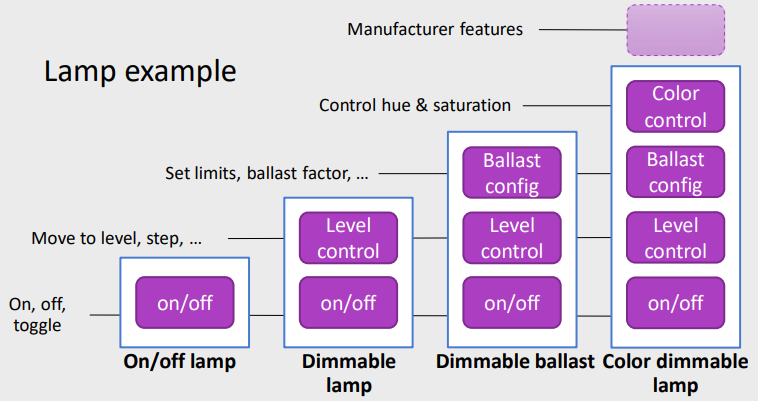 Manufacturer features
Lamp example
Color
control
Control hue & saturation
Ballast
config
Ballast
config
Set limits, ballast factor, ...
Level
control
Level
control
Level
control
Move to level, step, ...
on/off
on/off
on/off
on/off
On, off,
toggle
On/off lamp
Dimmable
lamp
Dimmable ballast
Color dimmable
lamp